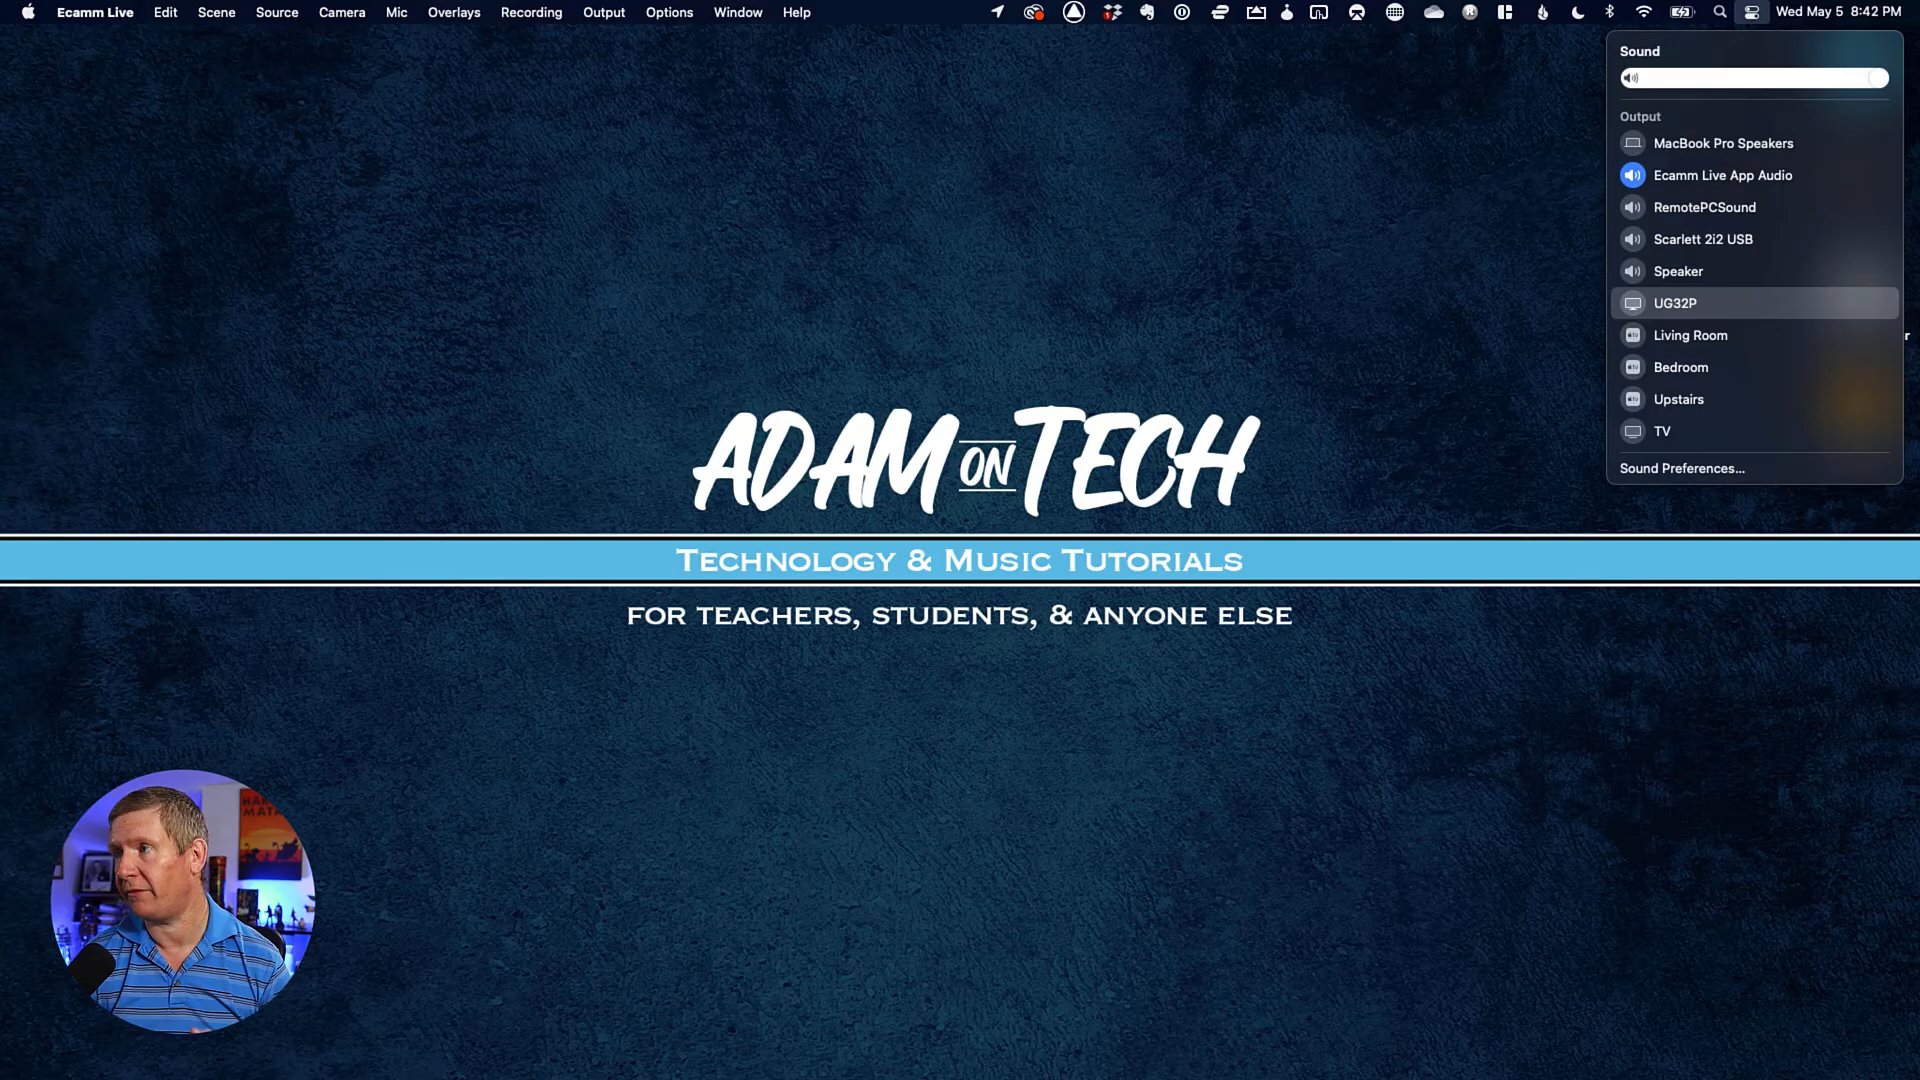 Ecamm Live Edit Scene Source Camera Mic Overlays Recording Output Options Window Help Wed May 5 8:42 PM
Sound
Output
MacBook Pro Speakers
Ecamm Live App Audio
RemotePCSound
Scarlett 2i2 USB
Speaker
UG32P
Living Room
Bedroom
Upstairs
TV
Sound Preferences...
ADAM ON TECH
TECHNOLOGY & MUSIC TUTORIALS
FOR TEACHERS, STUDENTS, & ANYONE ELSE